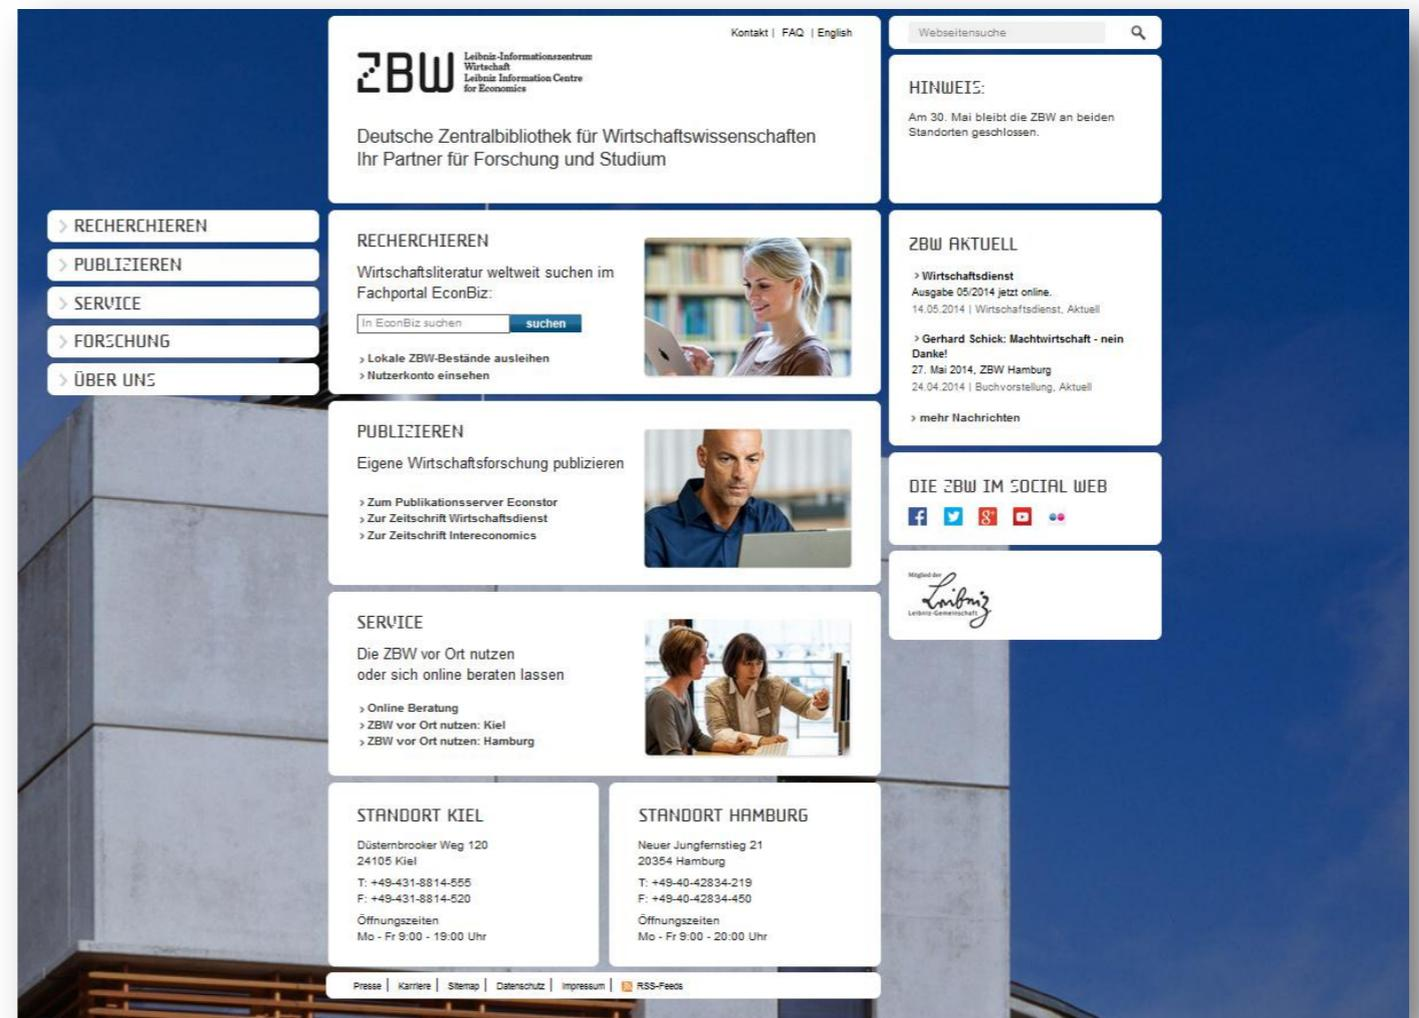 Kontakt | FAQ | English
ZBW Leibniz-Informationszentrum
Wirtschaft
Leibniz Information Centre
for Economics
Deutsche Zentralbibliothek für Wirtschaftswissenschaften
Ihr Partner für Forschung und Studium
Webseitensuche
HINWEIS:
Am 30. Mai bleibt die ZBW an beiden
Standorten geschlossen.
> RECHERCHIEREN
> PUBLIZIEREN
> SERVICE
> FORSCHUNG
> ÜBER UNS
RECHERCHIEREN
Wirtschaftsliteratur weltweit suchen im
Fachportal EconBiz:
In EconBiz suchen suchen
> Lokale ZBW-Bestände ausleihen
> Nutzerkonto einsehen
PUBLIZIEREN
Eigene Wirtschaftsforschung publizieren
> Zum Publikationsserver Econstor
> Zur Zeitschrift Wirtschaftsdienst
> Zur Zeitschrift Intereconomics
SERVICE
Die ZBW vor Ort nutzen
oder sich online beraten lassen
> Online Beratung
> ZBW vor Ort nutzen: Kiel
> ZBW vor Ort nutzen: Hamburg
STANDORT KIEL
Düsternbrooker Weg 120
24105 Kiel
T: +49-431-8814-555
F: +49-431-8814-520
Öffnungszeiten
Mo - Fr 9:00 - 19:00 Uhr
STANDORT HAMBURG
Neuer Jungfernstieg 21
20354 Hamburg
T: +49-40-42834-219
F: +49-40-42834-450
Öffnungszeiten
Mo - Fr 9:00 - 20:00 Uhr
ZBW AKTUELL
> Wirtschaftsdienst
Ausgabe 05/2014 jetzt online.
14.05.2014 | Wirtschaftsdienst, Aktuell
> Gerhard Schick: Machtwirtschaft - nein
Danke!
27. Mai 2014, ZBW Hamburg
24.04.2014 | Buchvorstellung, Aktuell
> mehr Nachrichten
DIE ZBW IM SOCIAL WEB
Mitglied der
Leibniz
Leibniz-Gemeinschaft
Presse | Karriere | Sitemap | Datenschutz | Impressum | RSS-Feeds